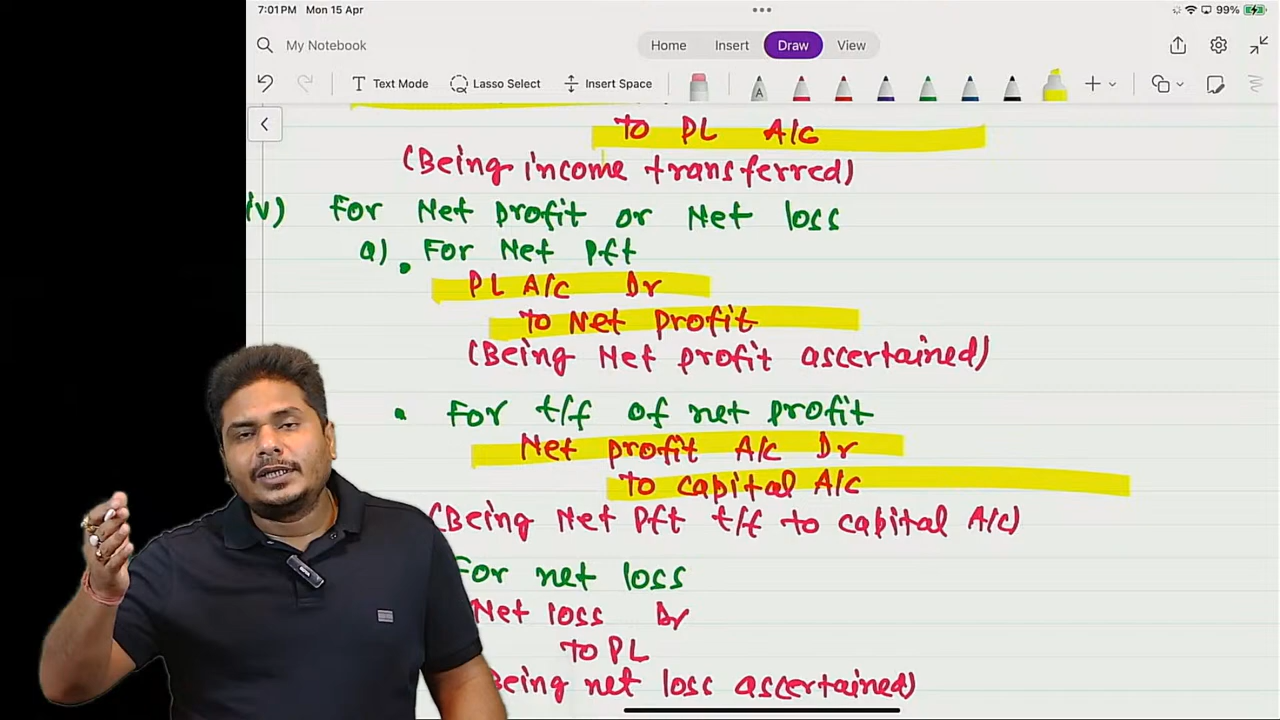 7:01 PM Mon 15 Apr
99%
My Notebook
Home Insert Draw View
Text Mode Lasso Select Insert Space
A
To PL A/c
(Being income transferred)
iv) For Net profit or Net loss
a) For Net Pft
PL A/c Dr
To Net profit
(Being Net profit ascertained)
• For t/f of net profit
Net profit A/c Dr
To capital A/c
(Being Net Pft t/f to capital A/c)
For net loss
Net loss Dr
To PL
Being net loss ascertained)